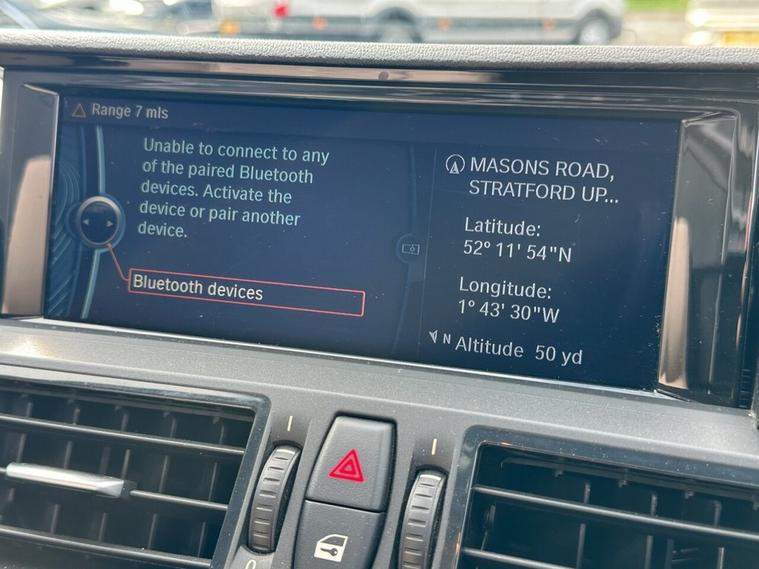 Range 7 mls
Unable to connect to any
of the paired Bluetooth
devices. Activate the
device or pair another
device.
Bluetooth devices
MASONS ROAD,
STRATFORD UP...
Latitude:
52° 11' 54"N
Longitude:
1° 43' 30"W
N Altitude 50 yd
0